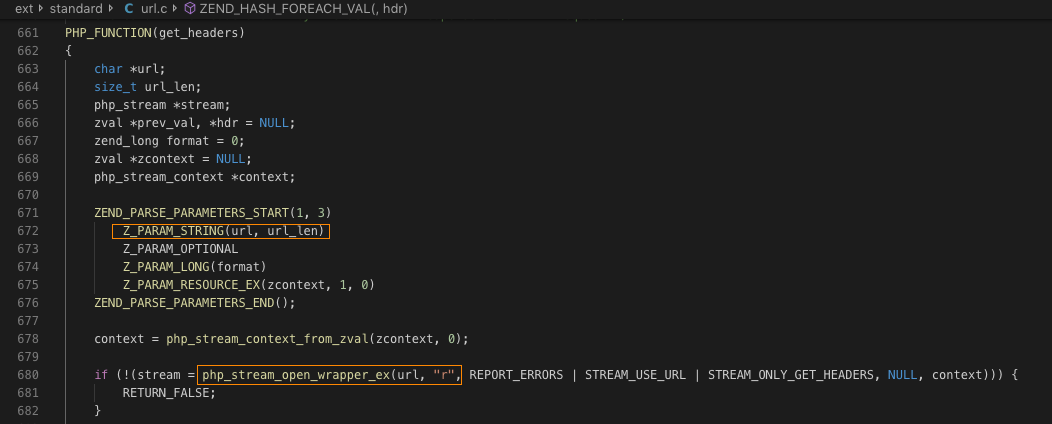 ext › standard › C url.c › ZEND_HASH_FOREACH_VAL(, hdr)
661 PHP_FUNCTION(get_headers)
662 {
663 char *url;
664 size_t url_len;
665 php_stream *stream;
666 zval *prev_val, *hdr = NULL;
667 zend_long format = 0;
668 zval *zcontext = NULL;
669 php_stream_context *context;
670
671 ZEND_PARSE_PARAMETERS_START(1, 3)
672 Z_PARAM_STRING(url, url_len)
673 Z_PARAM_OPTIONAL
674 Z_PARAM_LONG(format)
675 Z_PARAM_RESOURCE_EX(zcontext, 1, 0)
676 ZEND_PARSE_PARAMETERS_END();
677
678 context = php_stream_context_from_zval(zcontext, 0);
679
680 if (!(stream = php_stream_open_wrapper_ex(url, "r", REPORT_ERRORS | STREAM_USE_URL | STREAM_ONLY_GET_HEADERS, NULL, context))) {
681 RETURN_FALSE;
682 }